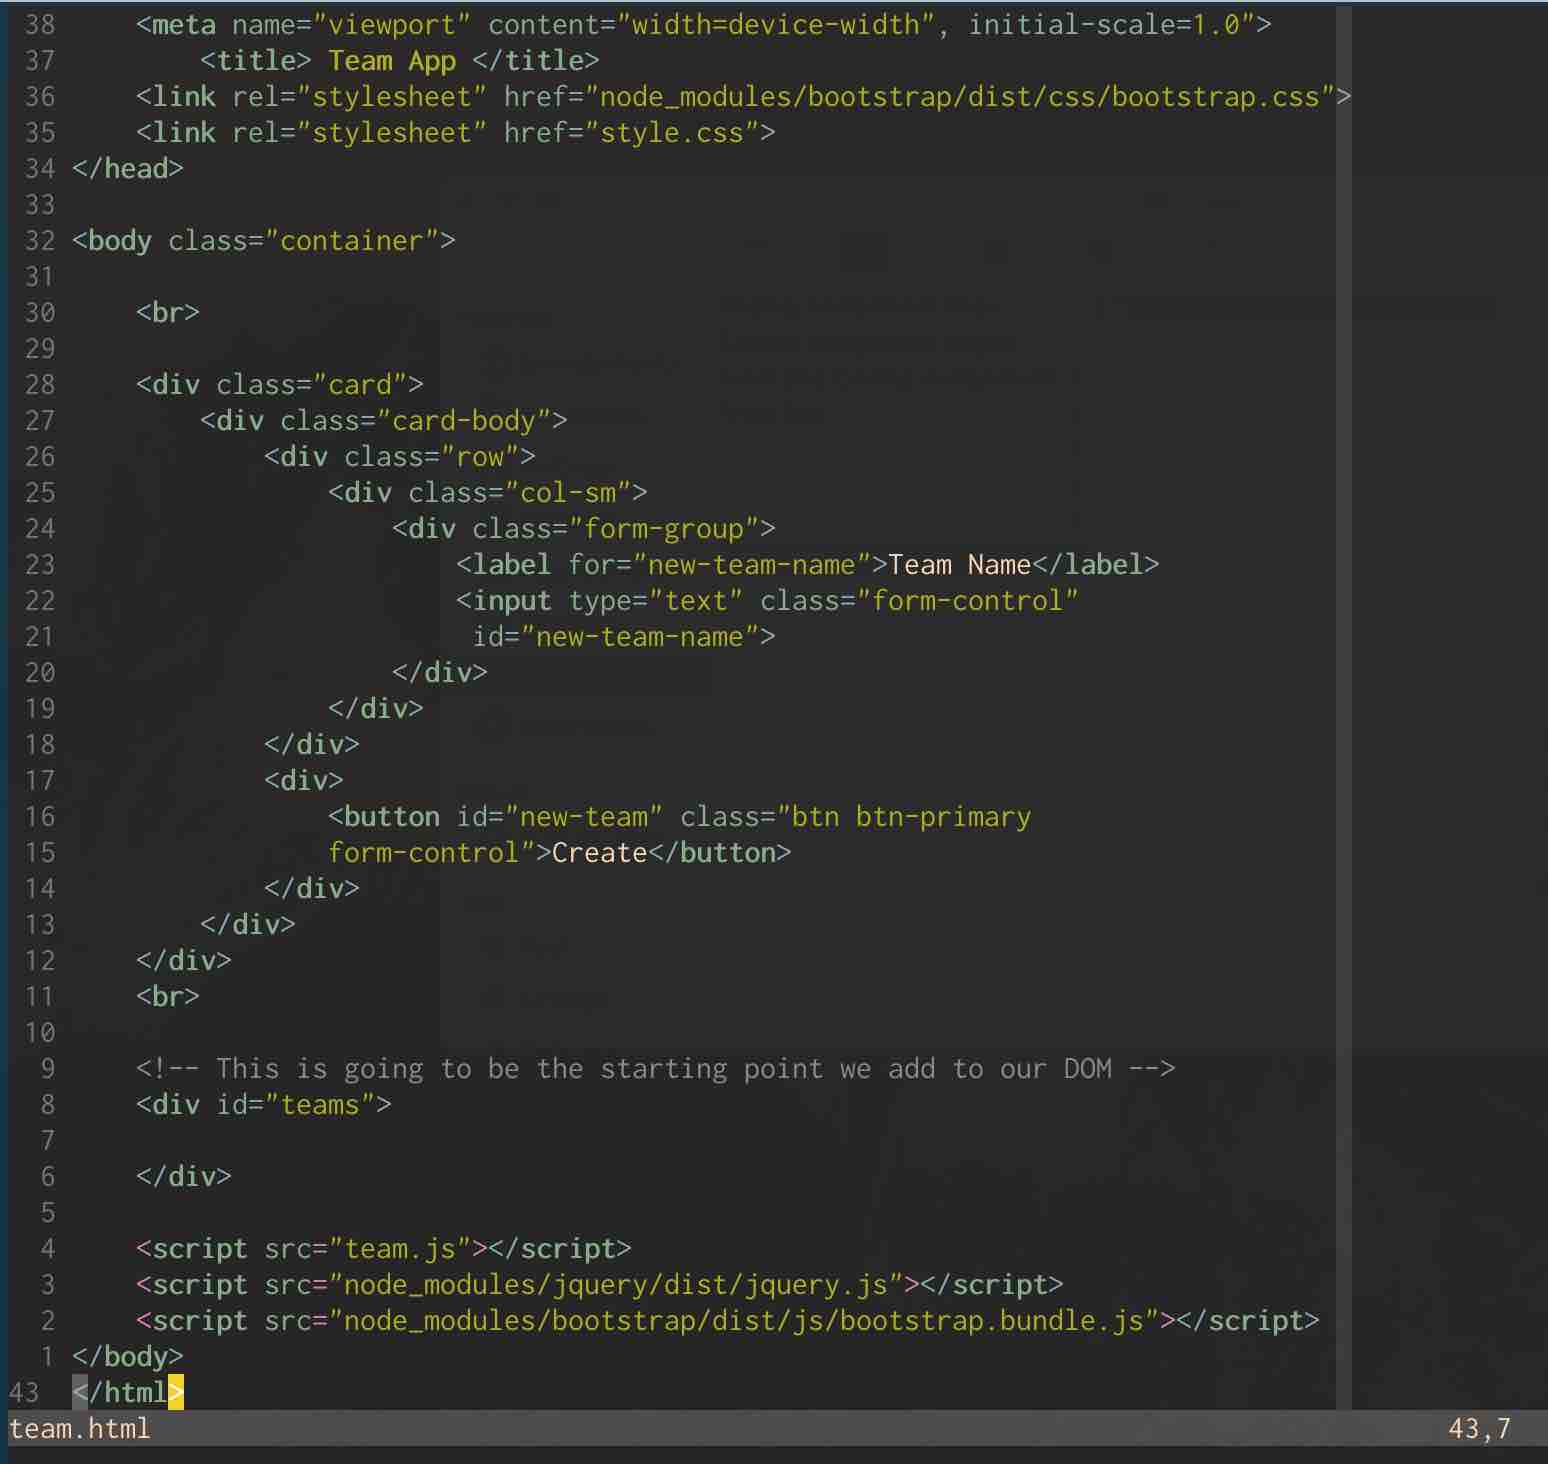 38     <meta name="viewport" content="width=device-width", initial-scale=1.0">
37         <title> Team App </title>
36     <link rel="stylesheet" href="node_modules/bootstrap/dist/css/bootstrap.css">
35     <link rel="stylesheet" href="style.css">
34 </head>
33
32 <body class="container">
31
30     <br>
29
28     <div class="card">
27         <div class="card-body">
26             <div class="row">
25                 <div class="col-sm">
24                     <div class="form-group">
23                         <label for="new-team-name">Team Name</label>
22                         <input type="text" class="form-control"
21                          id="new-team-name">
20                     </div>
19                 </div>
18             </div>
17             <div>
16                 <button id="new-team" class="btn btn-primary
15                 form-control">Create</button>
14             </div>
13         </div>
12     </div>
11     <br>
10
9     <!-- This is going to be the starting point we add to our DOM -->
8     <div id="teams">
7
6     </div>
5
4     <script src="team.js"></script>
3     <script src="node_modules/jquery/dist/jquery.js"></script>
2     <script src="node_modules/bootstrap/dist/js/bootstrap.bundle.js"></script>
1 </body>
43 </html>
team.html 43,7